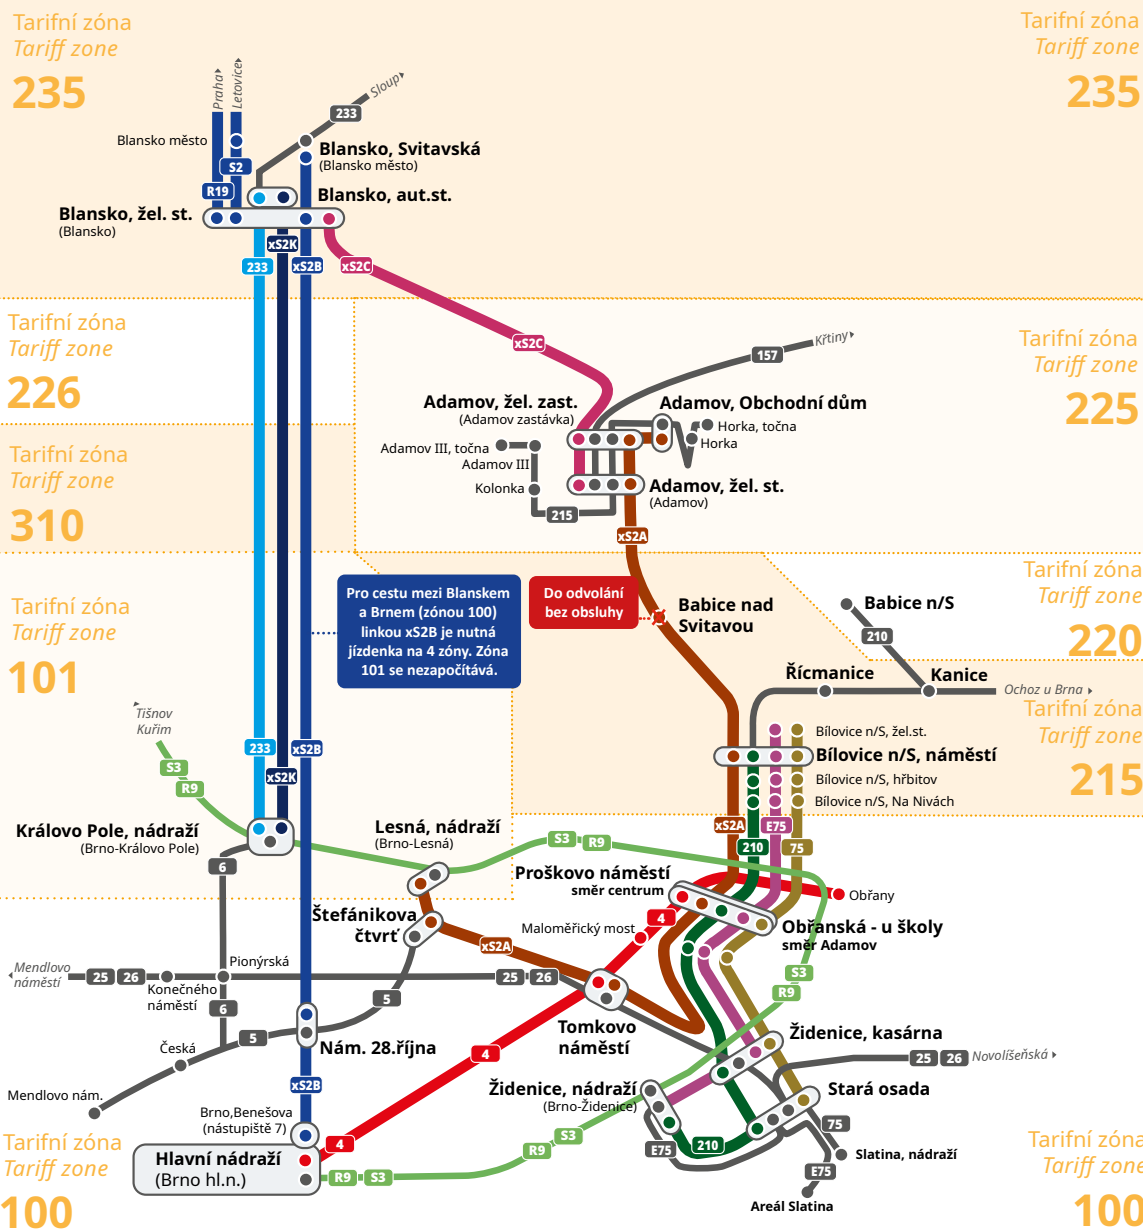 Tarifní zóna
Tariff zone
235
Tarifní zóna
Tariff zone
235
Praha
Letovice
Sloup
233
Blansko město
S2
R19
Blansko, Svitavská
(Blansko město)
Blansko, aut.st.
Blansko, žel. st.
(Blansko)
xS2K
233
xS2B
xS2C
Tarifní zóna
Tariff zone
226
xS2C
157
Křtiny
Tarifní zóna
Tariff zone
225
Adamov, žel. zast.
(Adamov zastávka)
Adamov, Obchodní dům
Horka, točna
Horka
Adamov III, točna
Adamov III
Kolonka
215
Adamov, žel. st.
(Adamov)
Tarifní zóna
Tariff zone
310
xS2A
Tarifní zóna
Tariff zone
220
Pro cestu mezi Blanskem
a Brnem (zónou 100)
linkou xS2B je nutná
jízdenka na 4 zóny. Zóna
101 se nezapočítává.
Do odvolání
bez obsluhy
Babice nad
Svitavou
Babice n/S
210
Tarifní zóna
Tariff zone
101
Řícmanice
Kanice
Ochoz u Brna
Tarifní zóna
Tariff zone
215
Tišnov
Kuřim
S3
R9
233
xS2B
xS2K
Bílovice n/S, žel.st.
Bílovice n/S, náměstí
Bílovice n/S, hřbitov
Bílovice n/S, Na Nivách
xS2A
E75
210
75
Královo Pole, nádraží
(Brno-Královo Pole)
6
Lesná, nádraží
(Brno-Lesná)
S3
R9
Proškovo náměstí
směr centrum
Obřany
4
Maloměřický most
Obřanská - u školy
směr Adamov
Štefánikova
čtvrť
xS2A
Mendlovo
náměstí
25
26
Konečného
náměstí
Pionýrská
25
26
6
5
5
Česká
Mendlovo nám.
Nám. 28.října
4
Tomkovo
náměstí
S3
R9
Židenice, kasárna
25
26
Novolíšeňská
Židenice, nádraží
(Brno-Židenice)
Stará osada
xS2B
Brno,Benešova
(nástupiště 7)
4
Hlavní nádraží
(Brno hl.n.)
R9
S3
R9
S3
E75
210
75
Slatina, nádraží
E75
Areál Slatina
Tarifní zóna
Tariff zone
100
Tarifní zóna
Tariff zone
100